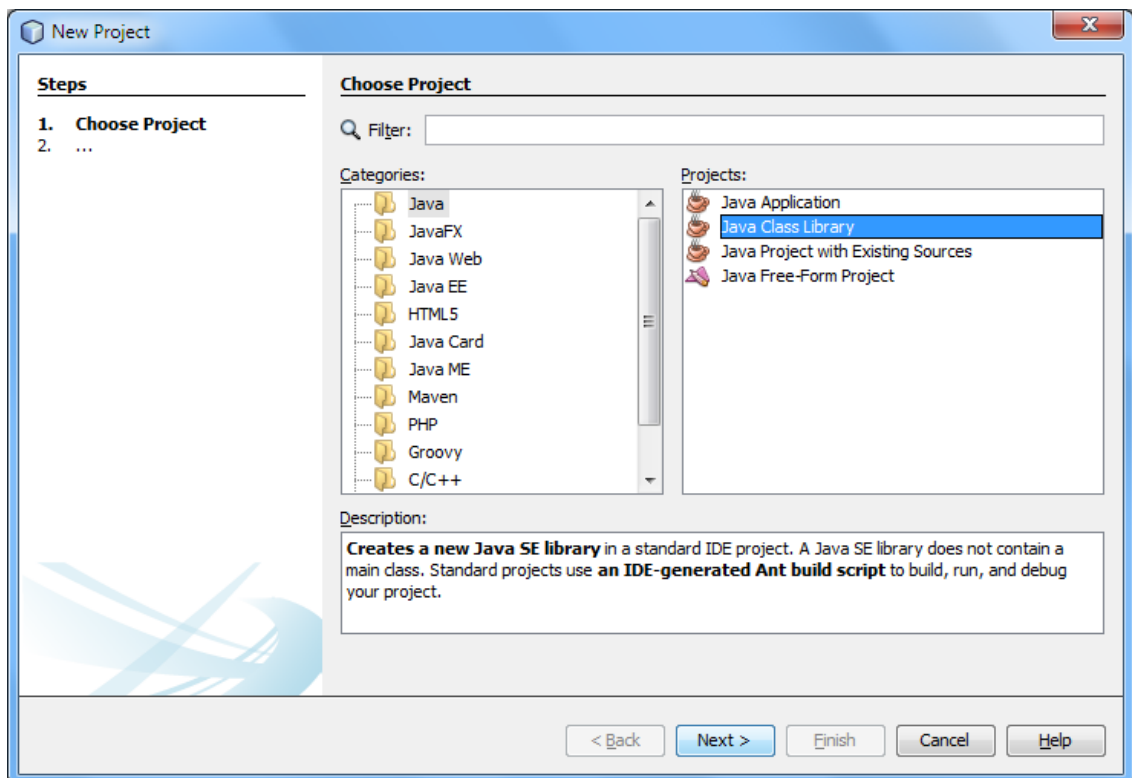 New Project
Steps
1. Choose Project
2. ...
Choose Project
Filter:
Categories:
Java
JavaFX
Java Web
Java EE
HTML5
Java Card
Java ME
Maven
PHP
Groovy
C/C++
Projects:
Java Application
Java Class Library
Java Project with Existing Sources
Java Free-Form Project
Description:
Creates a new Java SE library in a standard IDE project. A Java SE library does not contain a
main class. Standard projects use an IDE-generated Ant build script to build, run, and debug
your project.
< Back Next > Finish Cancel Help